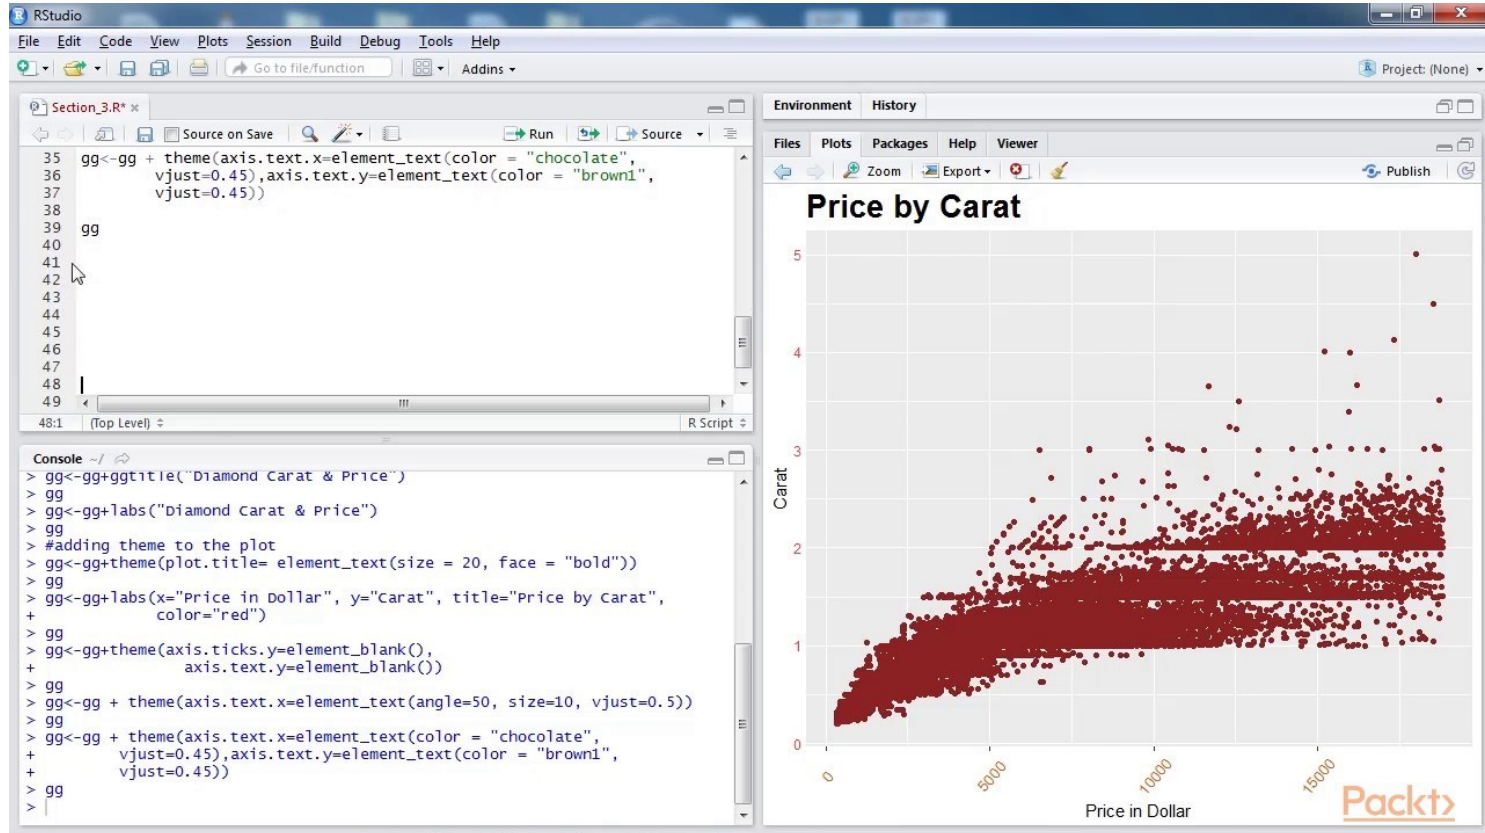 RStudio
File Edit Code View Plots Session Build Debug Tools Help
Go to file/function Addins Project: (None)
Section_3.R*
Source on Save Run Source
35 gg<-gg + theme(axis.text.x=element_text(color = "chocolate",
36 vjust=0.45),axis.text.y=element_text(color = "brown1",
37 vjust=0.45))
38
39 gg
40
41
42
43
44
45
46
47
48
49
48:1 (Top Level) R Script
Console ~/
> gg<-gg+ggtitle("Diamond Carat & Price")
> gg
> gg<-gg+labs("Diamond Carat & Price")
> gg
> #adding theme to the plot
> gg<-gg+theme(plot.title= element_text(size = 20, face = "bold"))
> gg
> gg<-gg+labs(x="Price in Dollar", y="Carat", title="Price by Carat",
+ color="red")
> gg
> gg<-gg+theme(axis.ticks.y=element_blank(),
+ axis.text.y=element_blank())
> gg
> gg<-gg + theme(axis.text.x=element_text(angle=50, size=10, vjust=0.5))
> gg
> gg<-gg + theme(axis.text.x=element_text(color = "chocolate",
+ vjust=0.45),axis.text.y=element_text(color = "brown1",
+ vjust=0.45))
> gg
>
Environment History
Files Plots Packages Help Viewer
Zoom Export Publish
Price by Carat
5
4
3
2
1
0
Carat
0 5000 10000 15000
Price in Dollar
Packt>